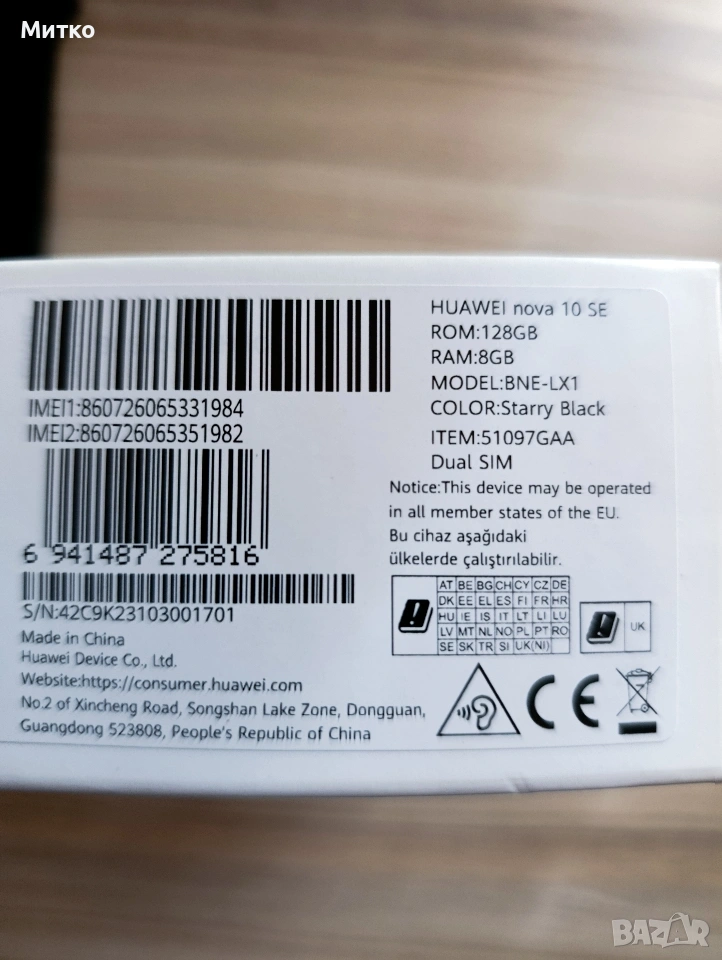 Митко
HUAWEI nova 10 SE
ROM:128GB
RAM:8GB
MODEL:BNE-LX1
COLOR:Starry Black
ITEM:51097GAA
Dual SIM
IMEI1:860726065331984
IMEI2:860726065351982
6 941487 275816
S/N:42C9K23103001701
Made in China
Huawei Device Co., Ltd.
Website:https://consumer.huawei.com
No.2 of Xincheng Road, Songshan Lake Zone, Dongguan,
Guangdong 523808, People's Republic of China
Notice:This device may be operated
in all member states of the EU.
Bu cihaz aşağıdaki
ülkelerde çalıştırılabilir.
AT BE BG CH CY CZ DE
DK EE EL ES FI FR HR
HU IE IS IT LT LI LU
LV MT NL NO PL PT RO
SE SK TR SI UK(NI)
UK
CE
BAZAR